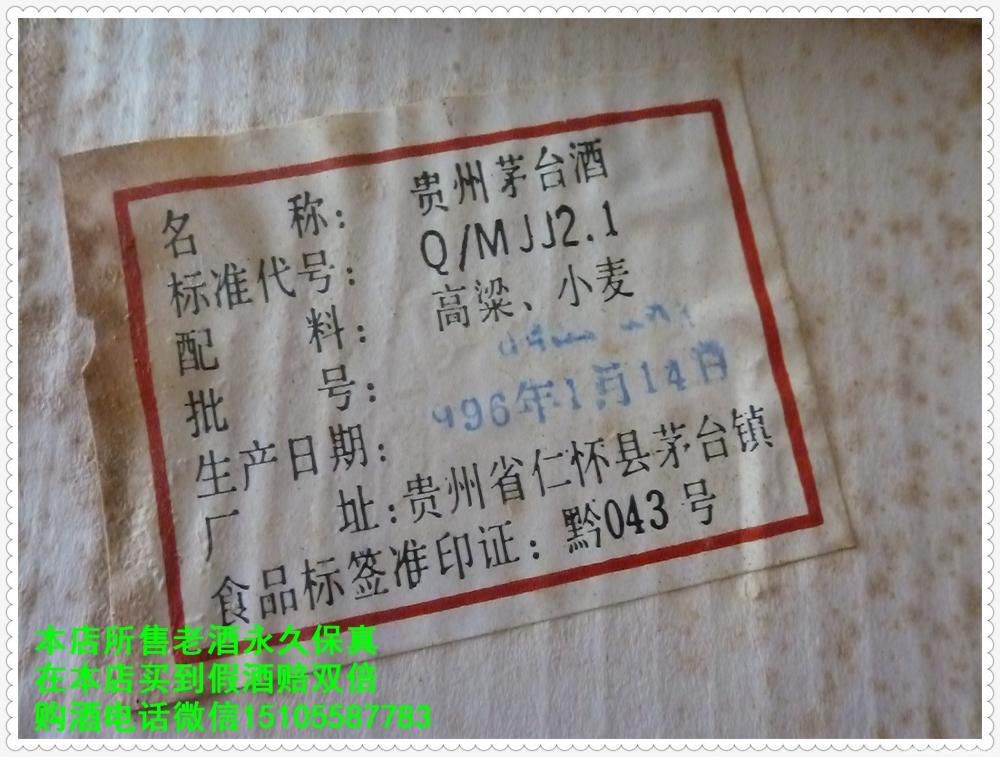 名 称： 贵州茅台酒
标准代号： Q/MJJ2.1
配 料： 高粱、小麦
批 号：
生产日期： 996年1月14日
厂 址：贵州省仁怀县茅台镇
食品标签准印证：黔043号
本店所售老酒永久保真
在本店买到假酒赔双倍
购酒电话微信15105587783